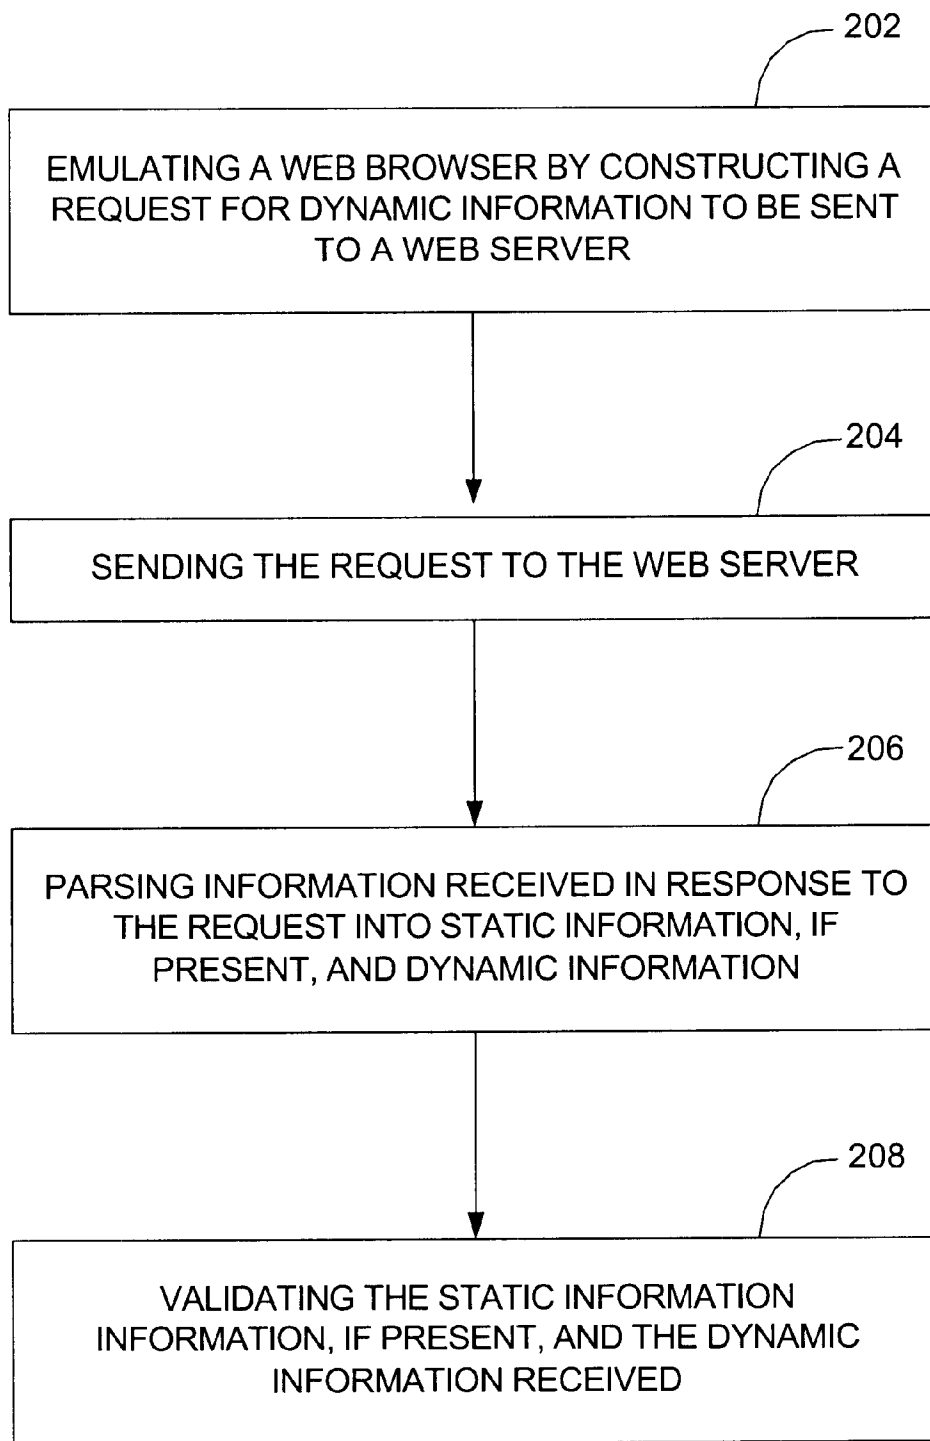 202
EMULATING A WEB BROWSER BY CONSTRUCTING A
REQUEST FOR DYNAMIC INFORMATION TO BE SENT
TO A WEB SERVER
204
SENDING THE REQUEST TO THE WEB SERVER
206
PARSING INFORMATION RECEIVED IN RESPONSE TO
THE REQUEST INTO STATIC INFORMATION, IF
PRESENT, AND DYNAMIC INFORMATION
208
VALIDATING THE STATIC INFORMATION
INFORMATION, IF PRESENT, AND THE DYNAMIC
INFORMATION RECEIVED